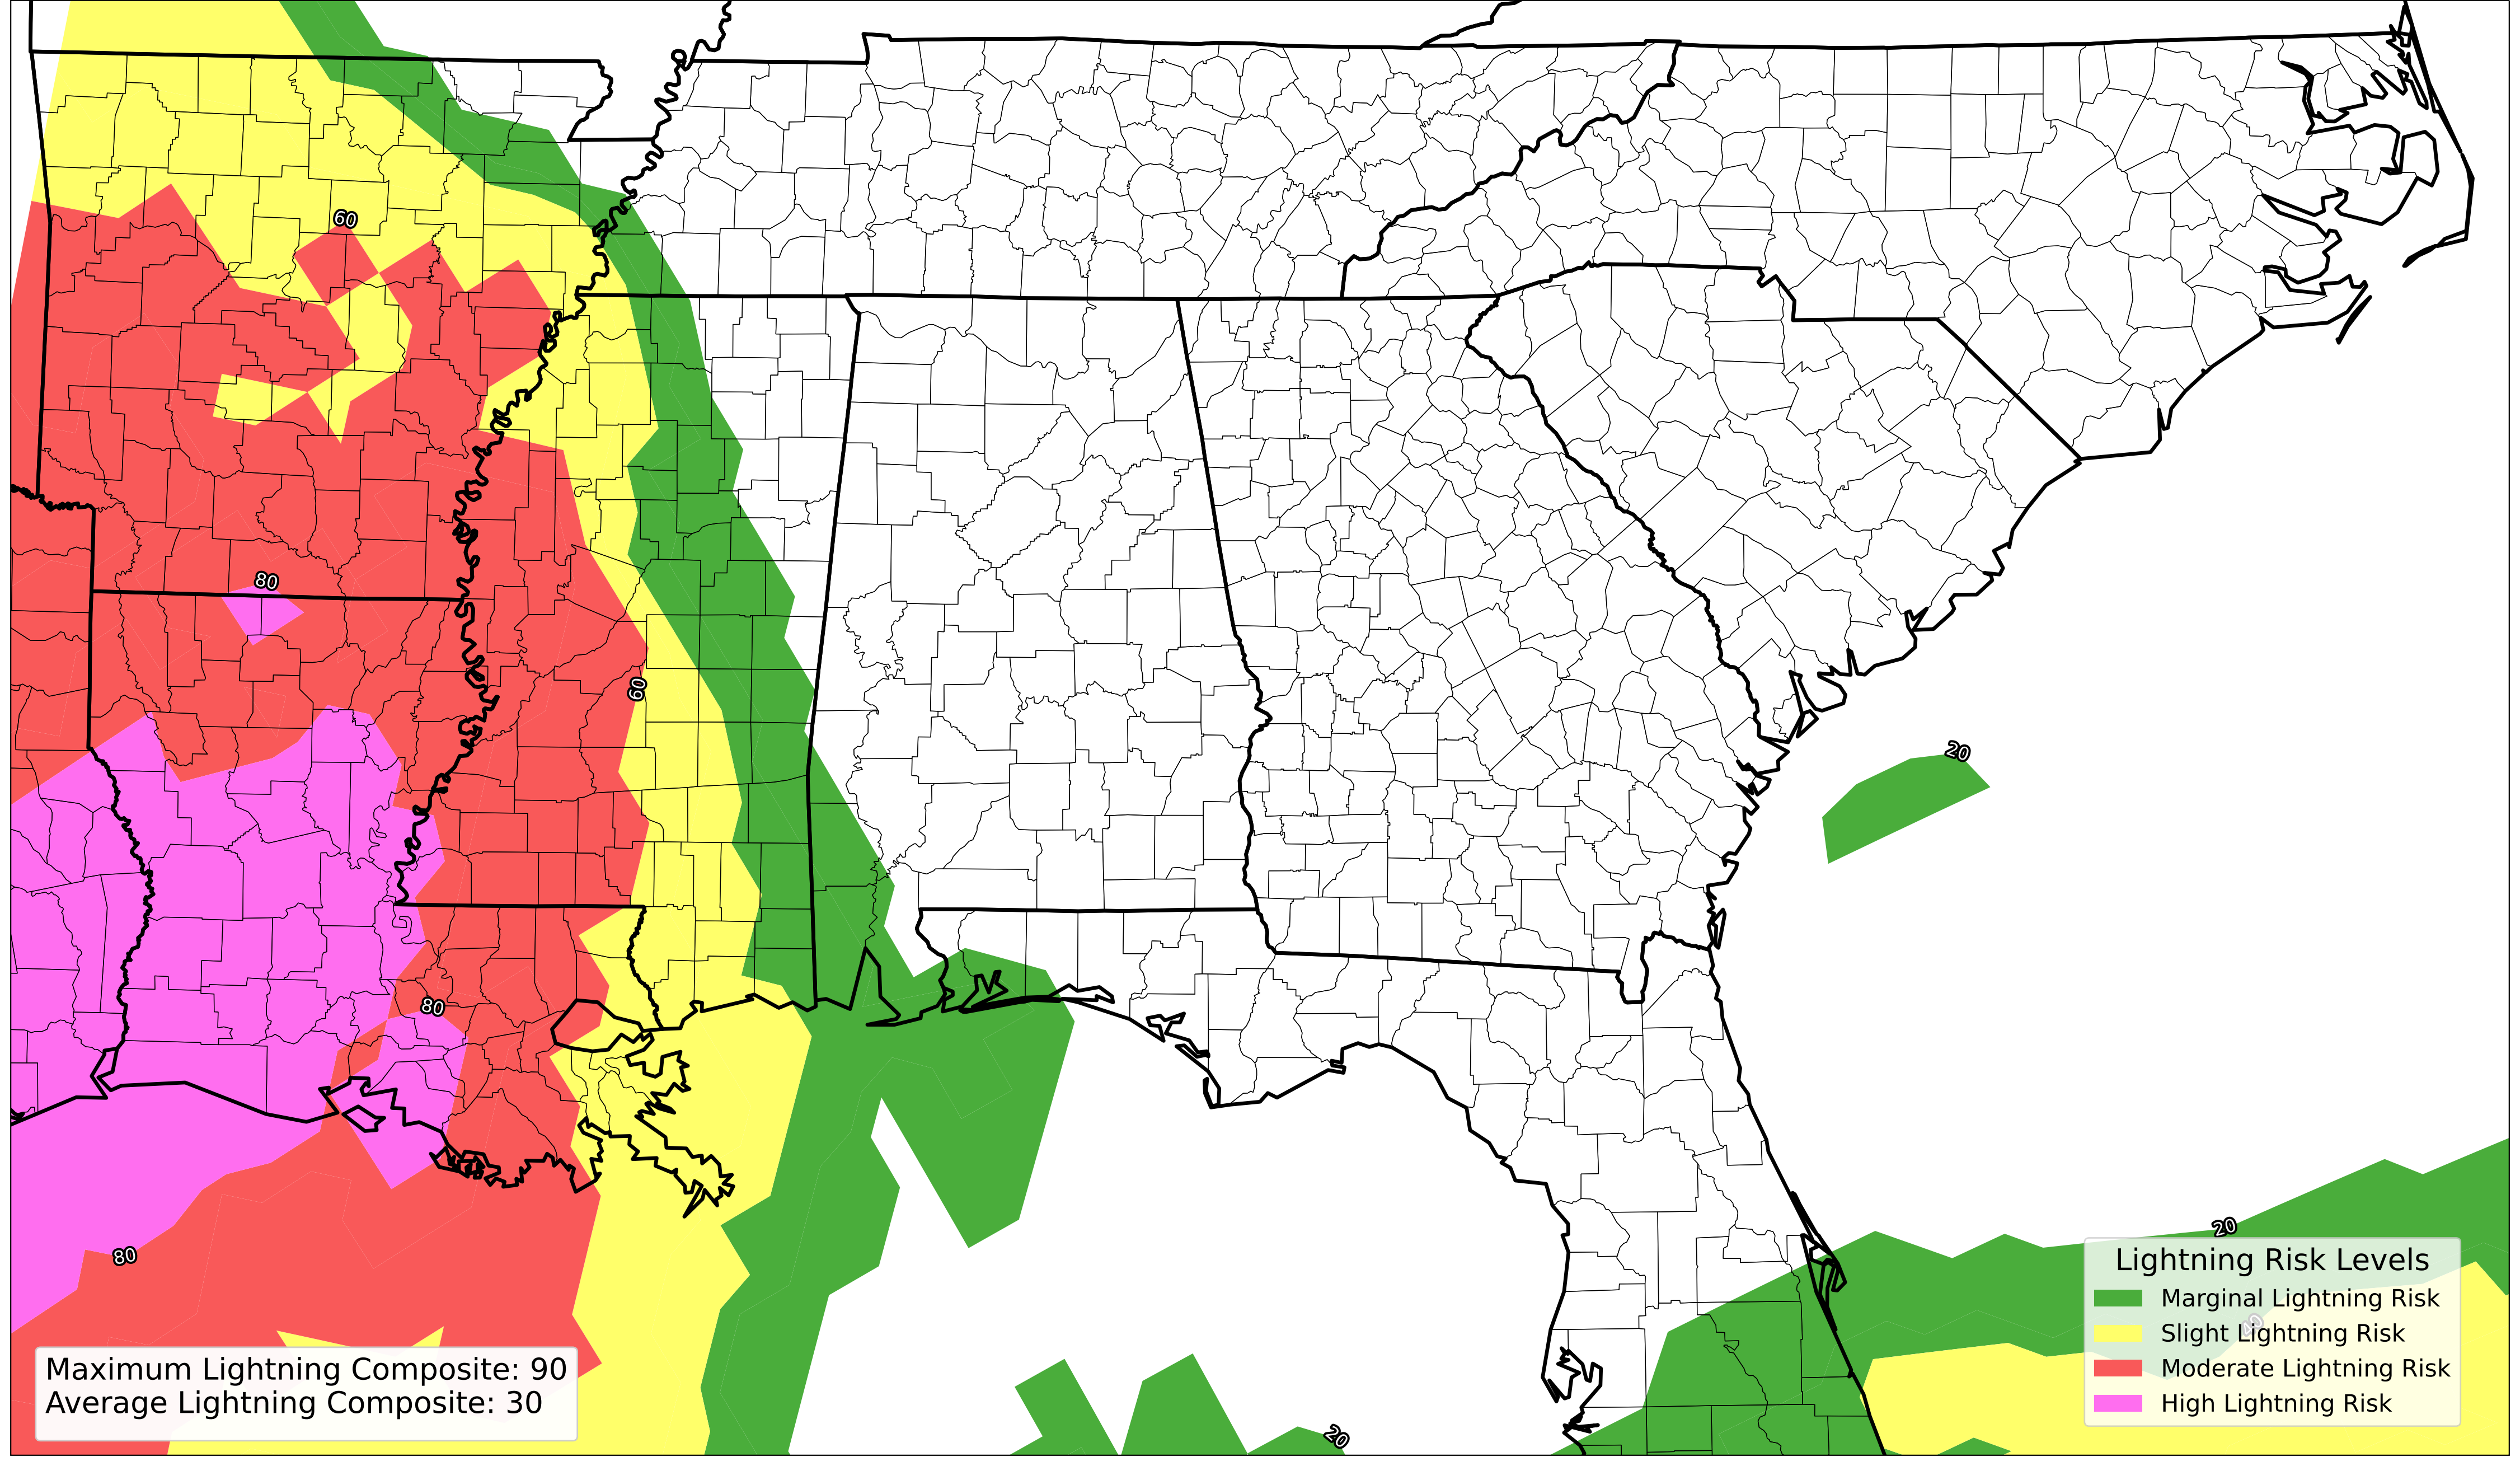 60
80
60
20
80
80
20
20
Lightning Risk Levels
Marginal Lightning Risk
Slight Lightning Risk
Moderate Lightning Risk
High Lightning Risk
Maximum Lightning Composite: 90
Average Lightning Composite: 30